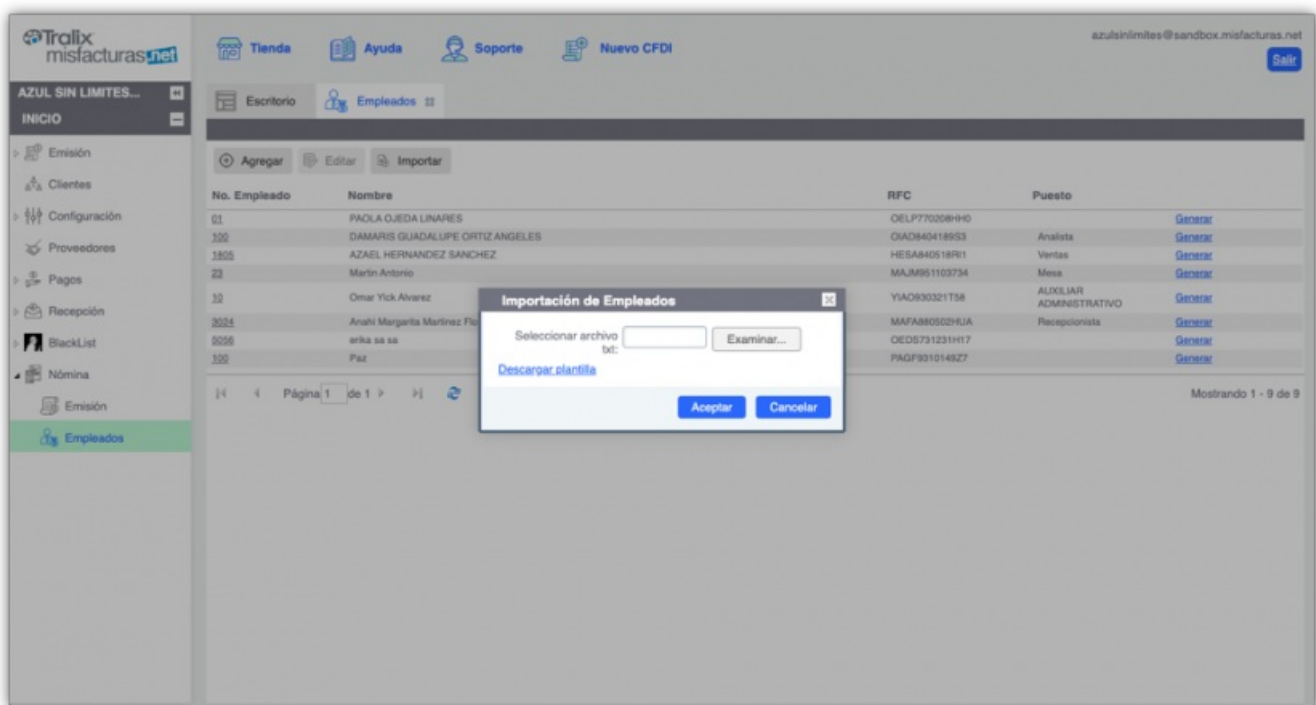 Tralix
misfacturas.net
Tienda
Ayuda
Soporte
Nuevo CFDI
azulsinlimites@sandbox.misfacturas.net
Salir
AZUL SIN LIMITES...
INICIO
Escritorio
Empleados
Emisión
Clientes
Configuración
Proveedores
Pagos
Recepción
BlackList
Nómina
Emisión
Empleados
Agregar Editar Importar
No. Empleado Nombre RFC Puesto
01 PAOLA OJEDA LINARES OELP770208HH0 Generar
100 DAMARIS GUADALUPE ORTIZ ANGELES OIAD8404189S3 Analista Generar
1805 AZAEL HERNANDEZ SANCHEZ HESA840518RI1 Ventas Generar
23 Martin Antonio MAJM951103734 Mesa Generar
10 Omar Yick Alvarez YIAO930321T58 AUXILIAR ADMINISTRATIVO Generar
3024 Anahi Margarita Martinez Flo MAFA880502HUA Recepcionista Generar
5056 erika sa sa OEDS731231H17 Generar
100 Paz PAGF9310149Z7 Generar
Página 1 de 1
Mostrando 1 - 9 de 9
Importación de Empleados
Seleccionar archivo
txt:
Examinar...
Descargar plantilla
Aceptar
Cancelar